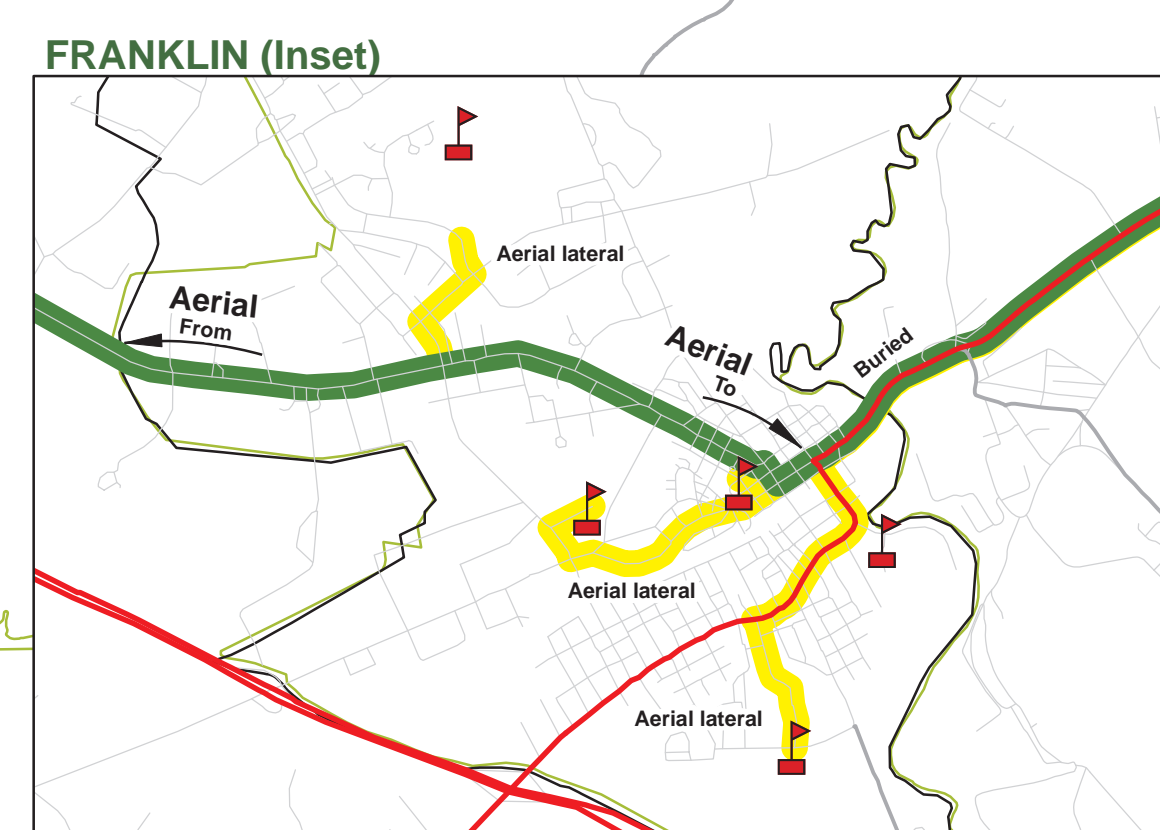 FRANKLIN (Inset)
Aerial lateral
Aerial
From
Aerial
To
Buried
Aerial lateral
Aerial lateral